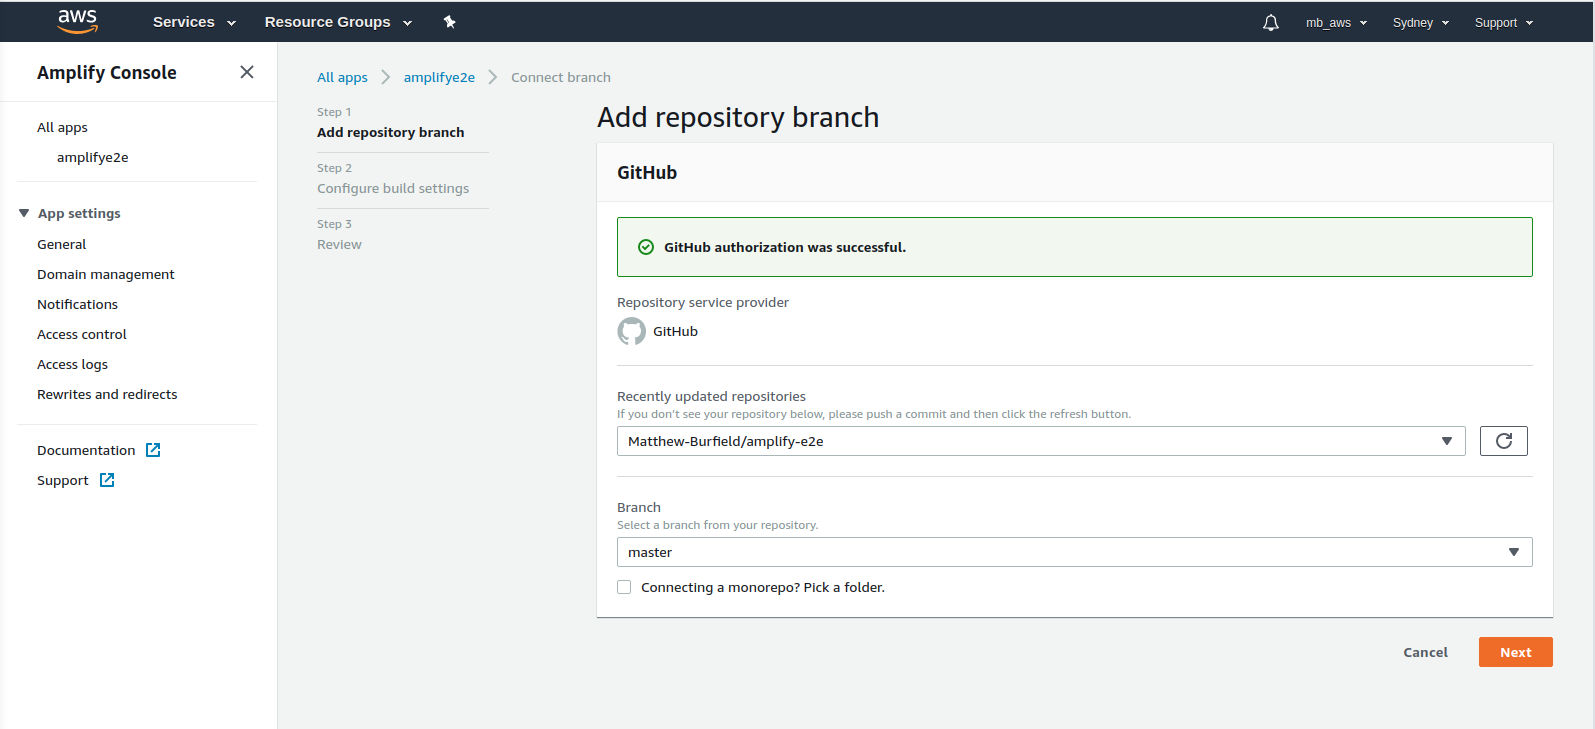 aws Services Resource Groups mb_aws Sydney Support
Amplify Console
All apps
amplifye2e
App settings
General
Domain management
Notifications
Access control
Access logs
Rewrites and redirects
Documentation
Support
All apps amplifye2e Connect branch
Step 1
Add repository branch
Step 2
Configure build settings
Step 3
Review
Add repository branch
GitHub
GitHub authorization was successful.
Repository service provider
GitHub
Recently updated repositories
If you don't see your repository below, please push a commit and then click the refresh button.
Matthew-Burfield/amplify-e2e
Branch
Select a branch from your repository.
master
Connecting a monorepo? Pick a folder.
Cancel Next